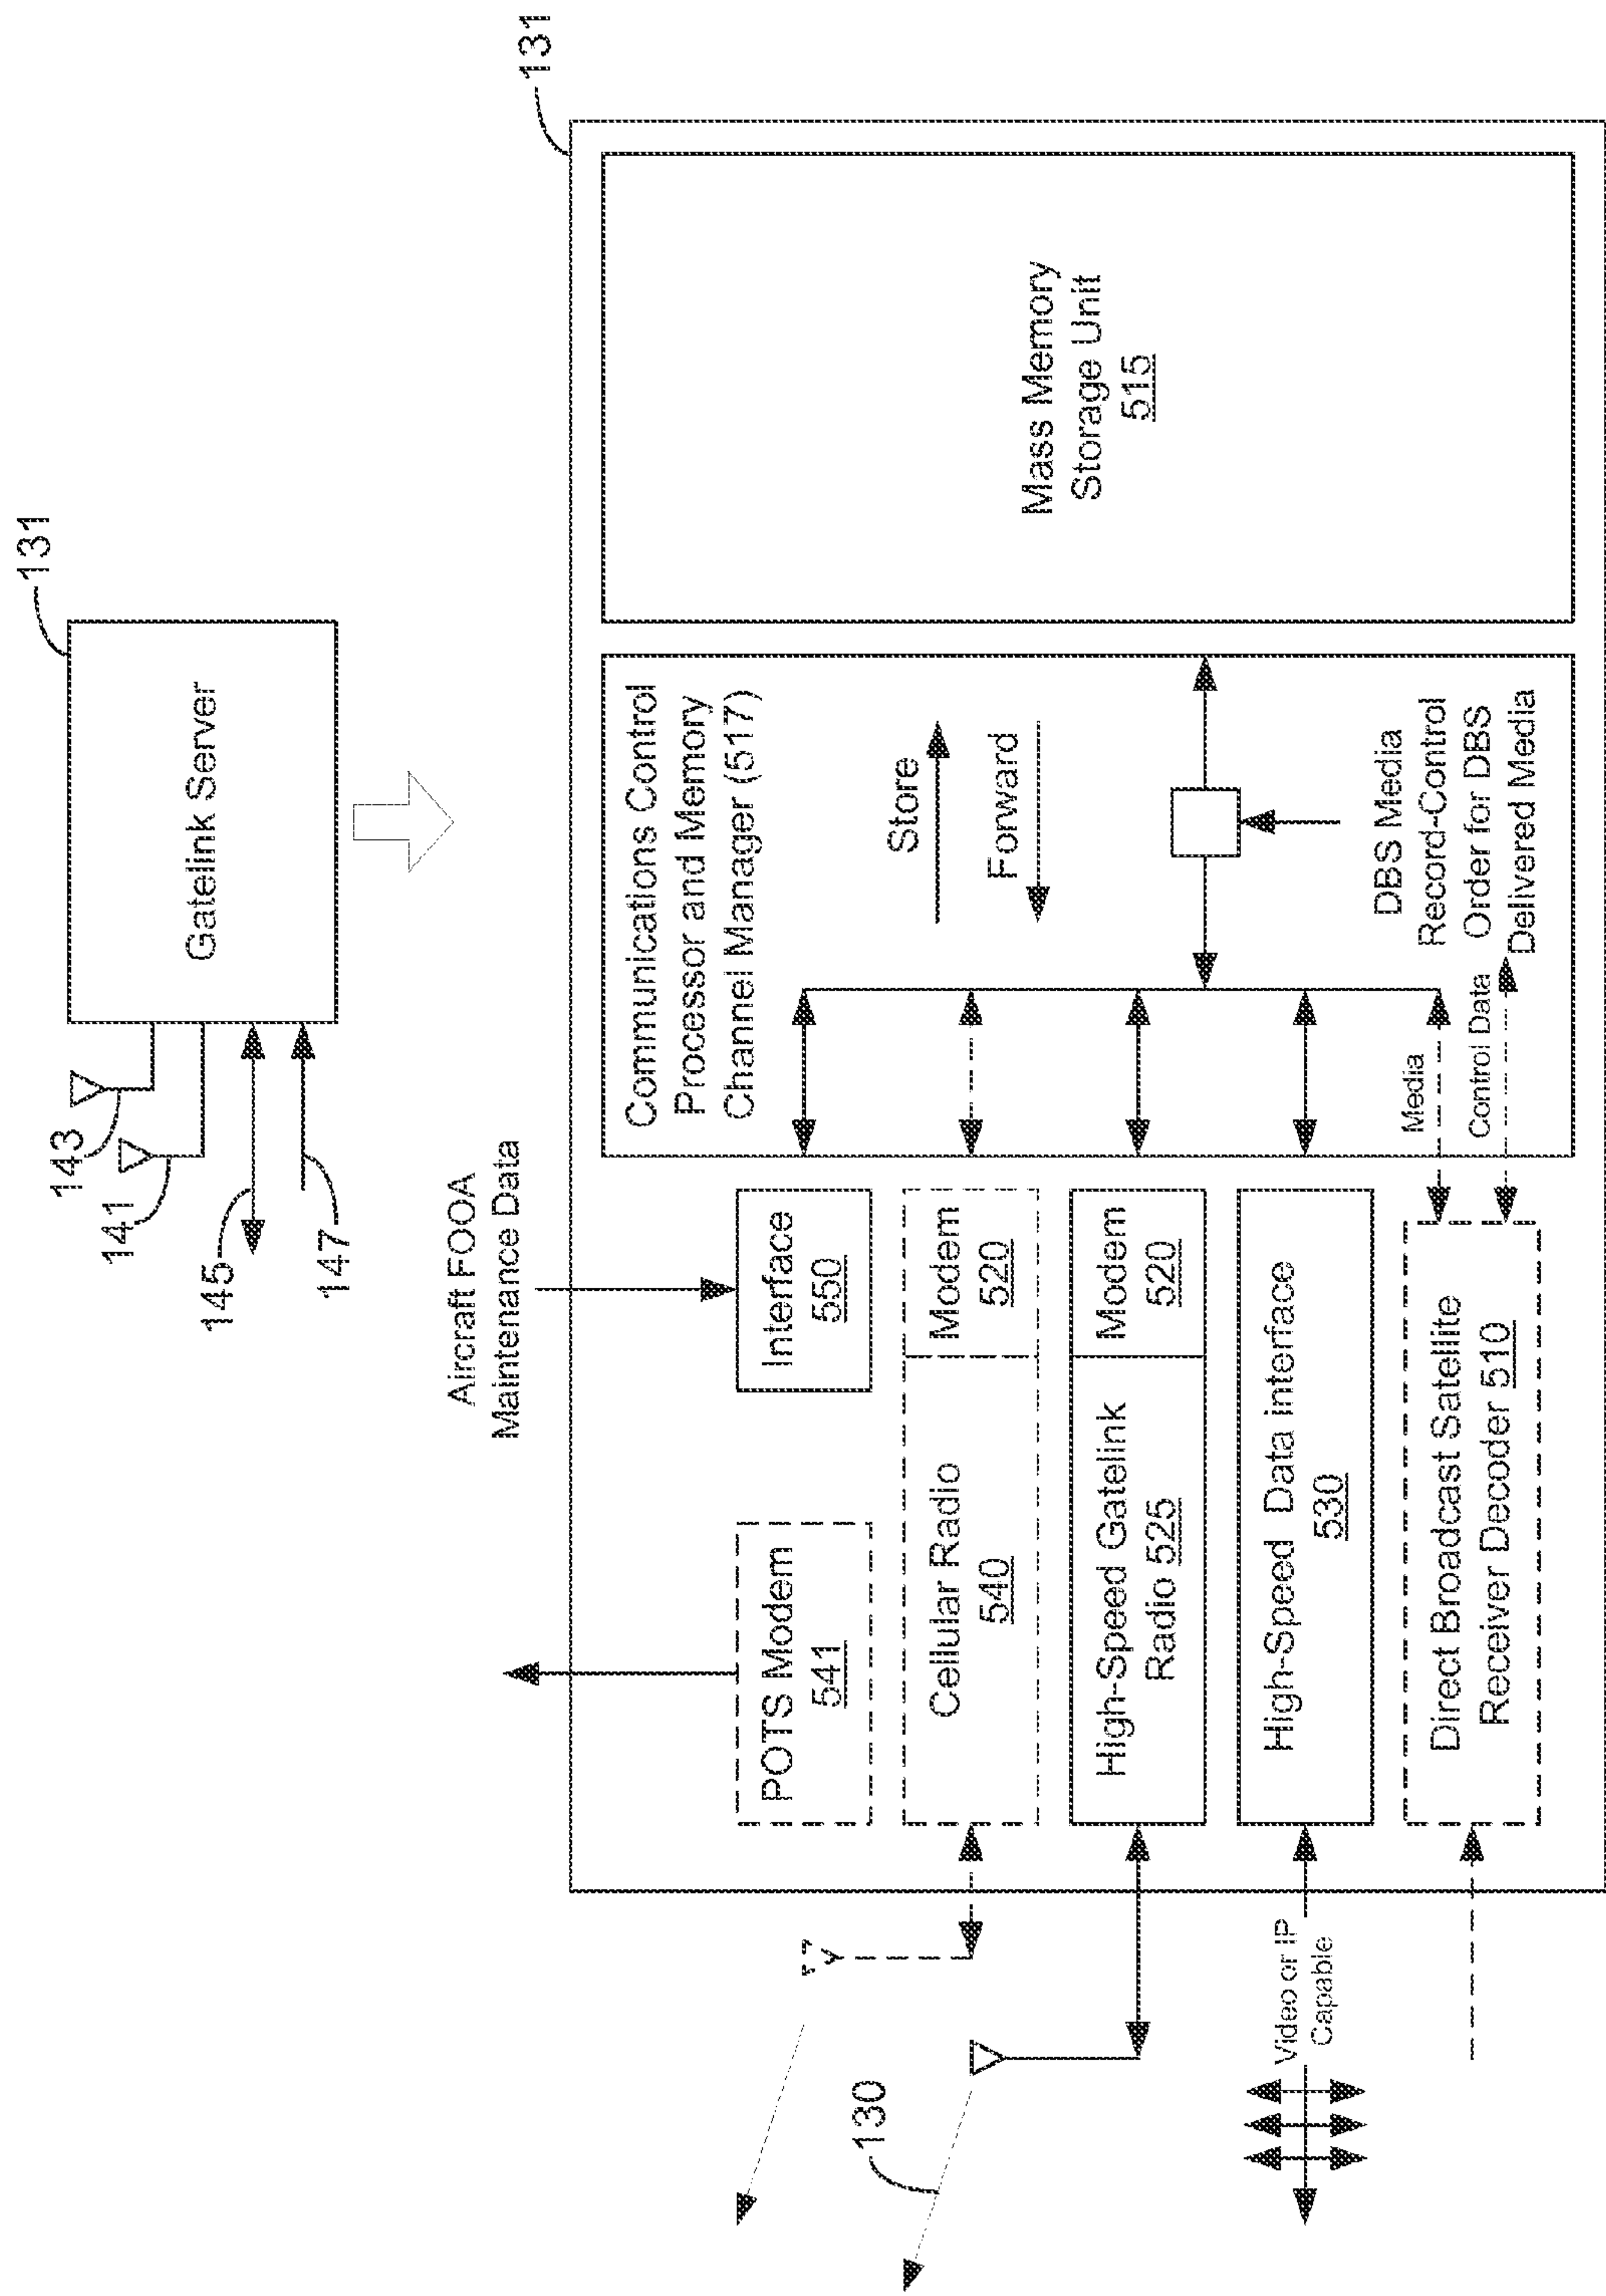 131
Gatelink Server
143
141
145
147
131
Aircraft FOQA
Maintenance Data
POTS Modem
541
Interface
550
Cellular Radio
540
Modem
520
High-Speed Gatelink
Radio 525
Modem
520
High-Speed Data interface
530
Direct Broadcast Satellite
Receiver Decoder 510
130
Video or IP
Capable
Communications Control
Processor and Memory
Channel Manager (517)
Store
Forward
Media
Control Data
DBS Media
Record-Control
Order for DBS
Delivered Media
Mass Memory
Storage Unit
515